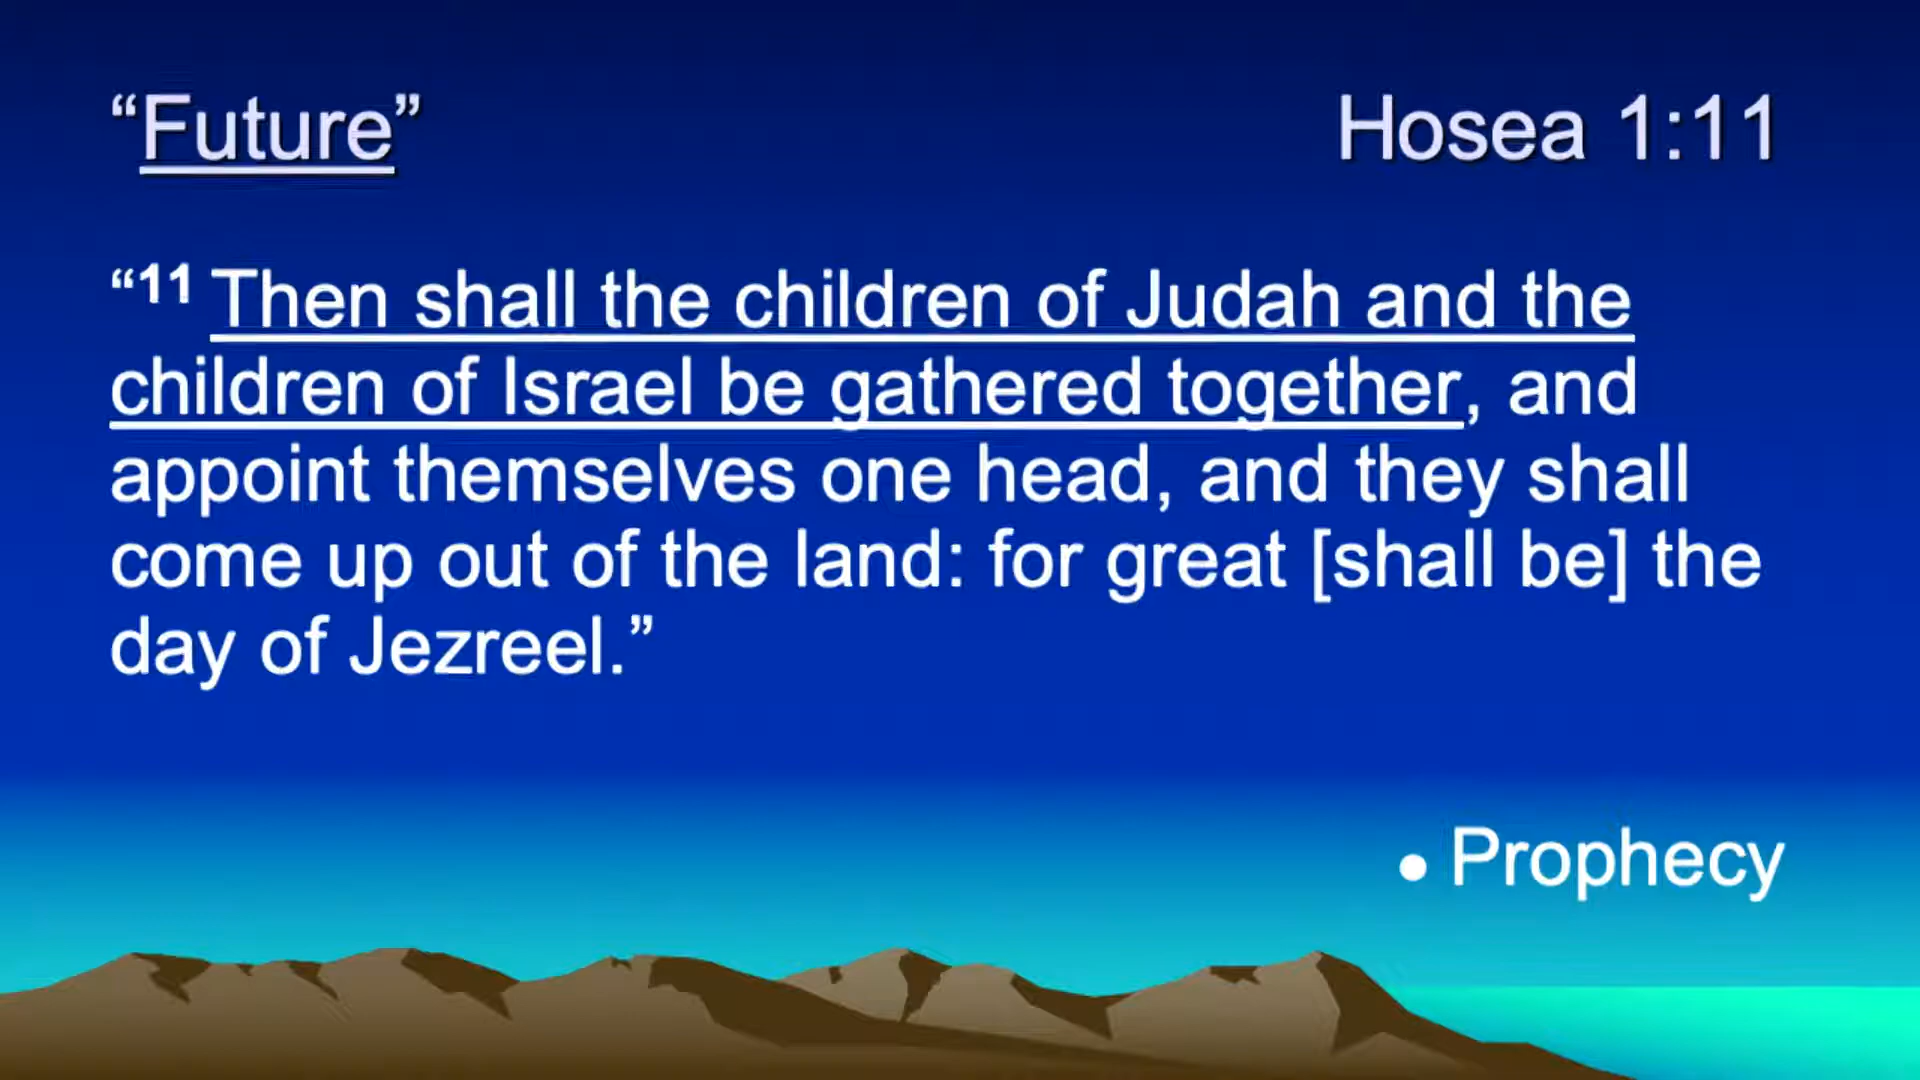 “Future” Hosea 1:11
“11 Then shall the children of Judah and the
children of Israel be gathered together, and
appoint themselves one head, and they shall
come up out of the land: for great [shall be] the
day of Jezreel.”
• Prophecy